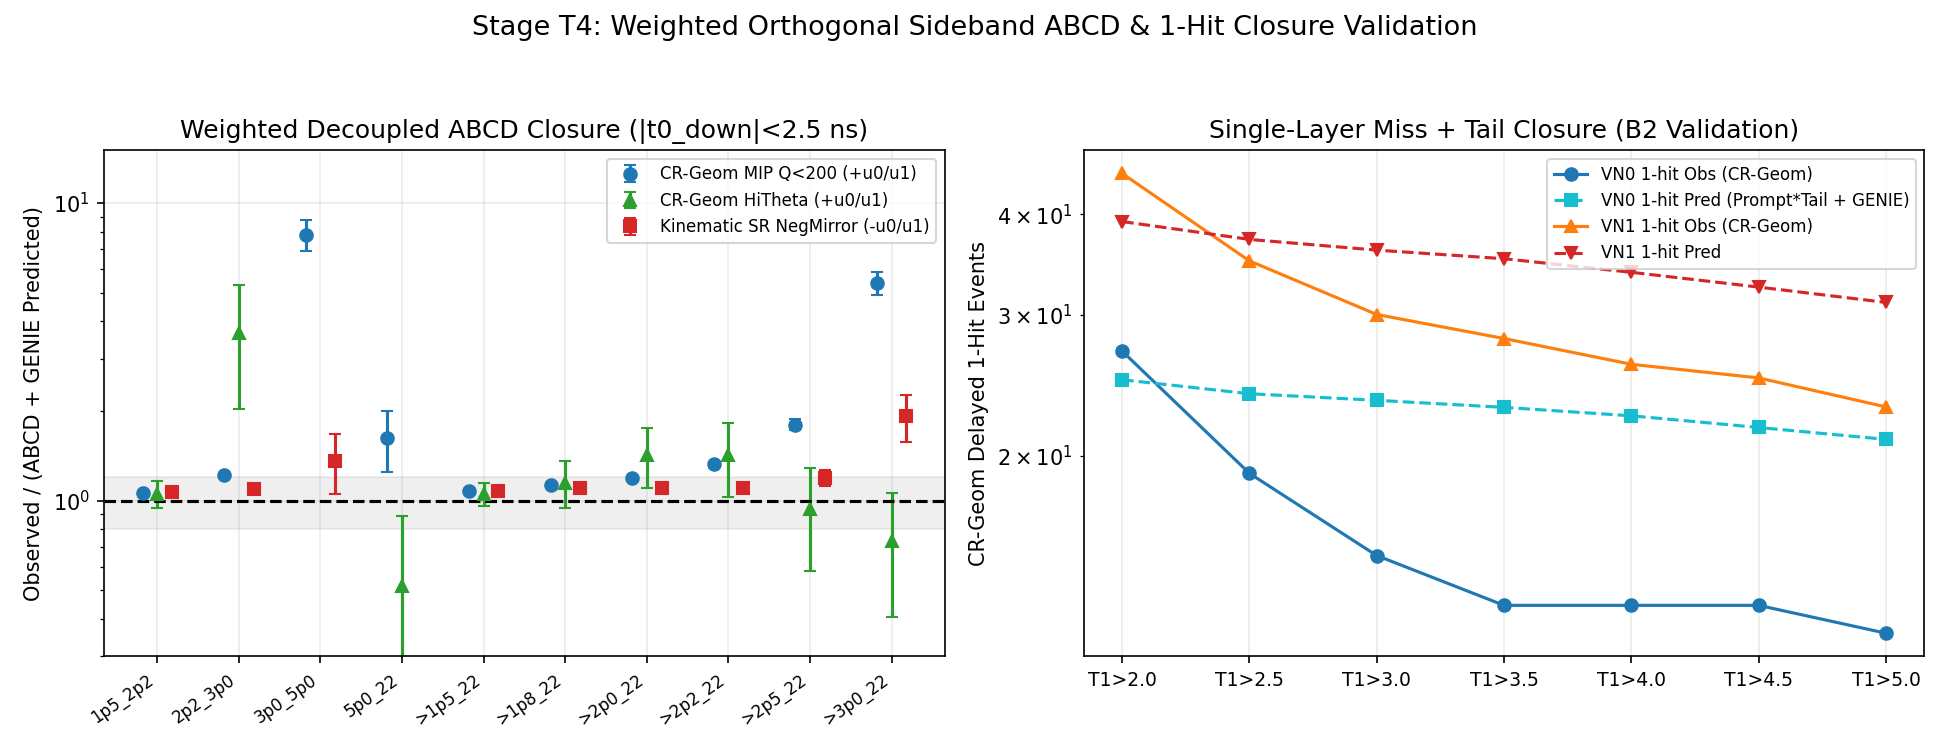 Stage T4: Weighted Orthogonal Sideband ABCD & 1-Hit Closure Validation
Weighted Decoupled ABCD Closure (|t0_down|<2.5 ns)
Observed / (ABCD + GENIE Predicted)
10¹
10⁰
CR-Geom MIP Q<200 (+u0/u1)
CR-Geom HiTheta (+u0/u1)
Kinematic SR NegMirror (-u0/u1)
1p5_2p2
2p2_3p0
3p0_5p0
5p0_22
>1p5_22
>1p8_22
>2p0_22
>2p2_22
>2p5_22
>3p0_22
Single-Layer Miss + Tail Closure (B2 Validation)
CR-Geom Delayed 1-Hit Events
4 × 10¹
3 × 10¹
2 × 10¹
VN0 1-hit Obs (CR-Geom)
VN0 1-hit Pred (Prompt*Tail + GENIE)
VN1 1-hit Obs (CR-Geom)
VN1 1-hit Pred
T1>2.0
T1>2.5
T1>3.0
T1>3.5
T1>4.0
T1>4.5
T1>5.0